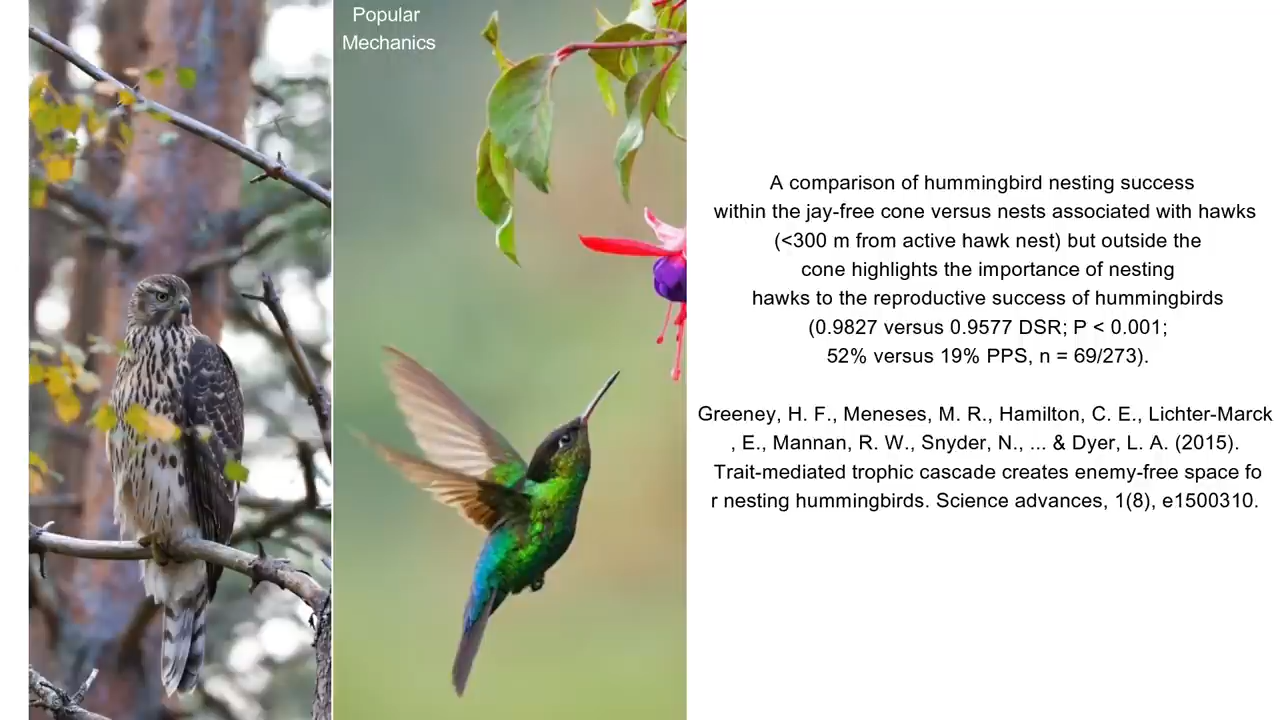 Popular
Mechanics
A comparison of hummingbird nesting success
within the jay-free cone versus nests associated with hawks
(<300 m from active hawk nest) but outside the
cone highlights the importance of nesting
hawks to the reproductive success of hummingbirds
(0.9827 versus 0.9577 DSR; P < 0.001;
52% versus 19% PPS, n = 69/273).
Greeney, H. F., Meneses, M. R., Hamilton, C. E., Lichter-Marck
, E., Mannan, R. W., Snyder, N., ... & Dyer, L. A. (2015).
Trait-mediated trophic cascade creates enemy-free space fo
r nesting hummingbirds. Science advances, 1(8), e1500310.